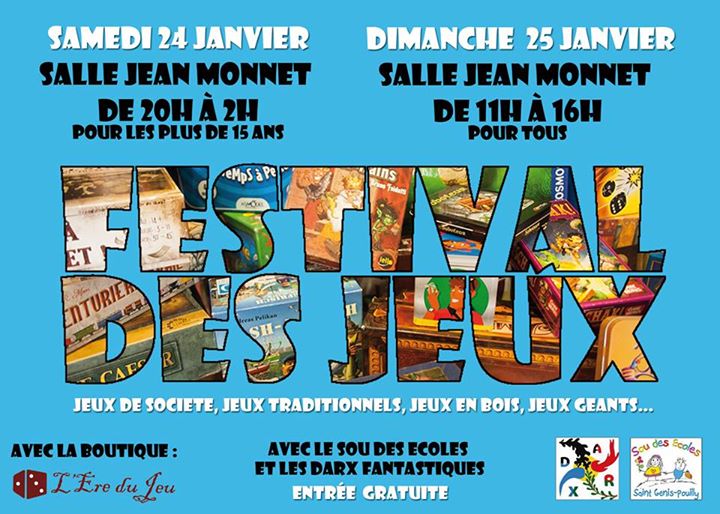 SAMEDI 24 JANVIER
SALLE JEAN MONNET
DE 20H À 2H
POUR LES PLUS DE 15 ANS
DIMANCHE 25 JANVIER
SALLE JEAN MONNET
DE 11H À 16H
POUR TOUS
FESTIVAL
DES JEUX
JEUX DE SOCIETE, JEUX TRADITIONNELS, JEUX EN BOIS, JEUX GEANTS...
AVEC LA BOUTIQUE :
L'Ere du Jeu
AVEC LE SOU DES ECOLES
ET LES DARX FANTASTIQUES
ENTRÉE GRATUITE
D A
X R
Sou des Ecoles
Saint Genis-Pouilly